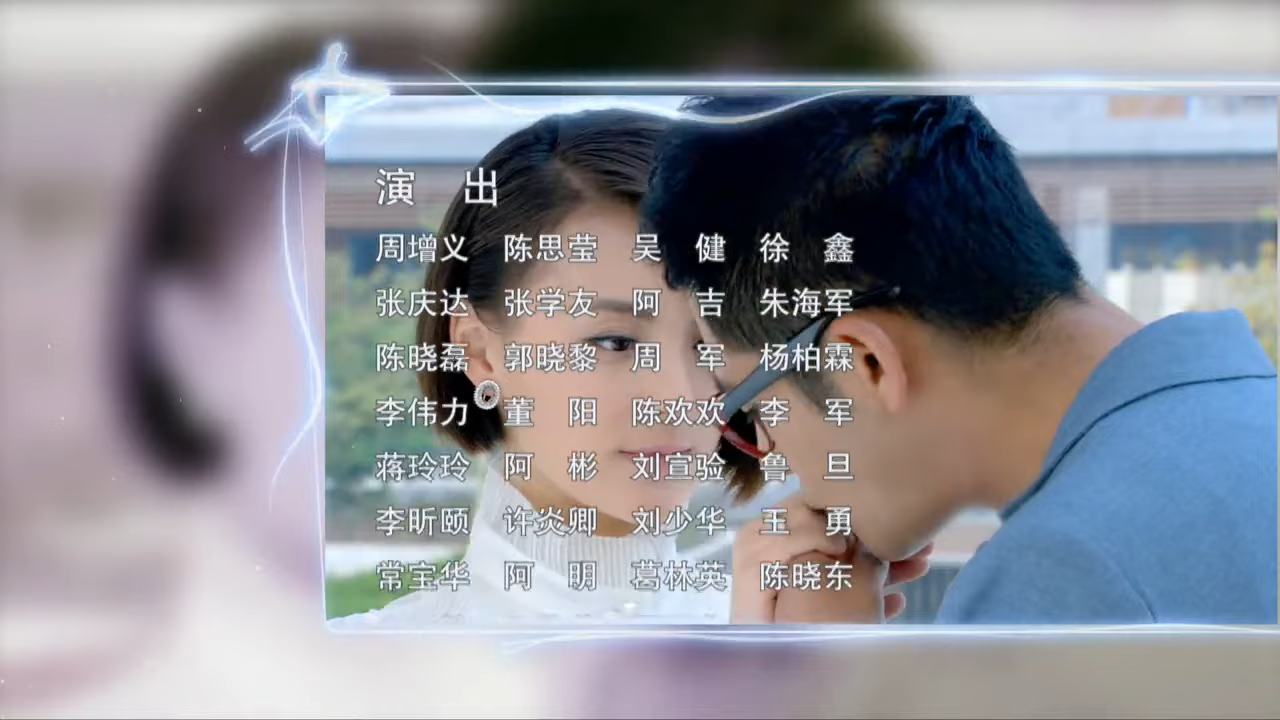 演 出
周增义 陈思莹 吴 健 徐 鑫
张庆达 张学友 阿 吉 朱海军
陈晓磊 郭晓黎 周 军 杨柏霖
李伟力 董 阳 陈欢欢 李 军
蒋玲玲 阿 彬 刘宣验 鲁 旦
李昕颐 许炎卿 刘少华 王 勇
常宝华 阿 明 葛林英 陈晓东